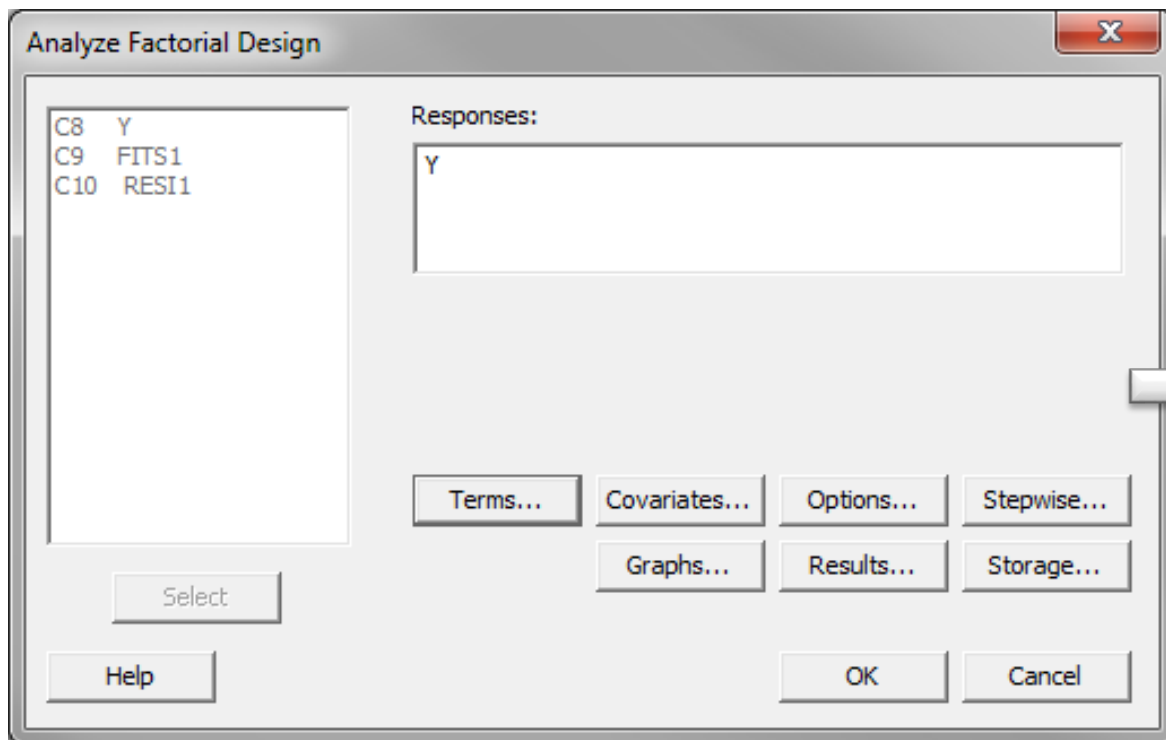 Analyze Factorial Design
X
C8 Y
C9 FITS1
C10 RESI1
Responses:
Y
Terms... Covariates... Options... Stepwise...
Graphs... Results... Storage...
Select
Help OK Cancel